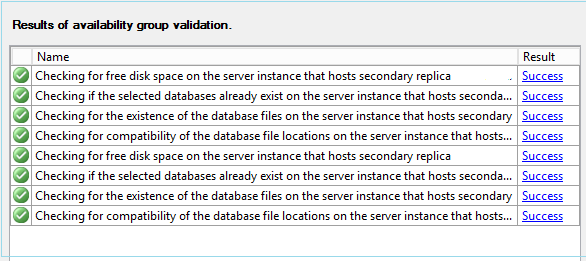 Results of availability group validation.
Name Result
Checking for free disk space on the server instance that hosts secondary replica . Success
Checking if the selected databases already exist on the server instance that hosts seconda... Success
Checking for the existence of the database files on the server instance that hosts secondary Success
Checking for compatibility of the database file locations on the server instance that hosts... Success
Checking for free disk space on the server instance that hosts secondary replica Success
Checking if the selected databases already exist on the server instance that hosts seconda... Success
Checking for the existence of the database files on the server instance that hosts secondary Success
Checking for compatibility of the database file locations on the server instance that hosts... Success